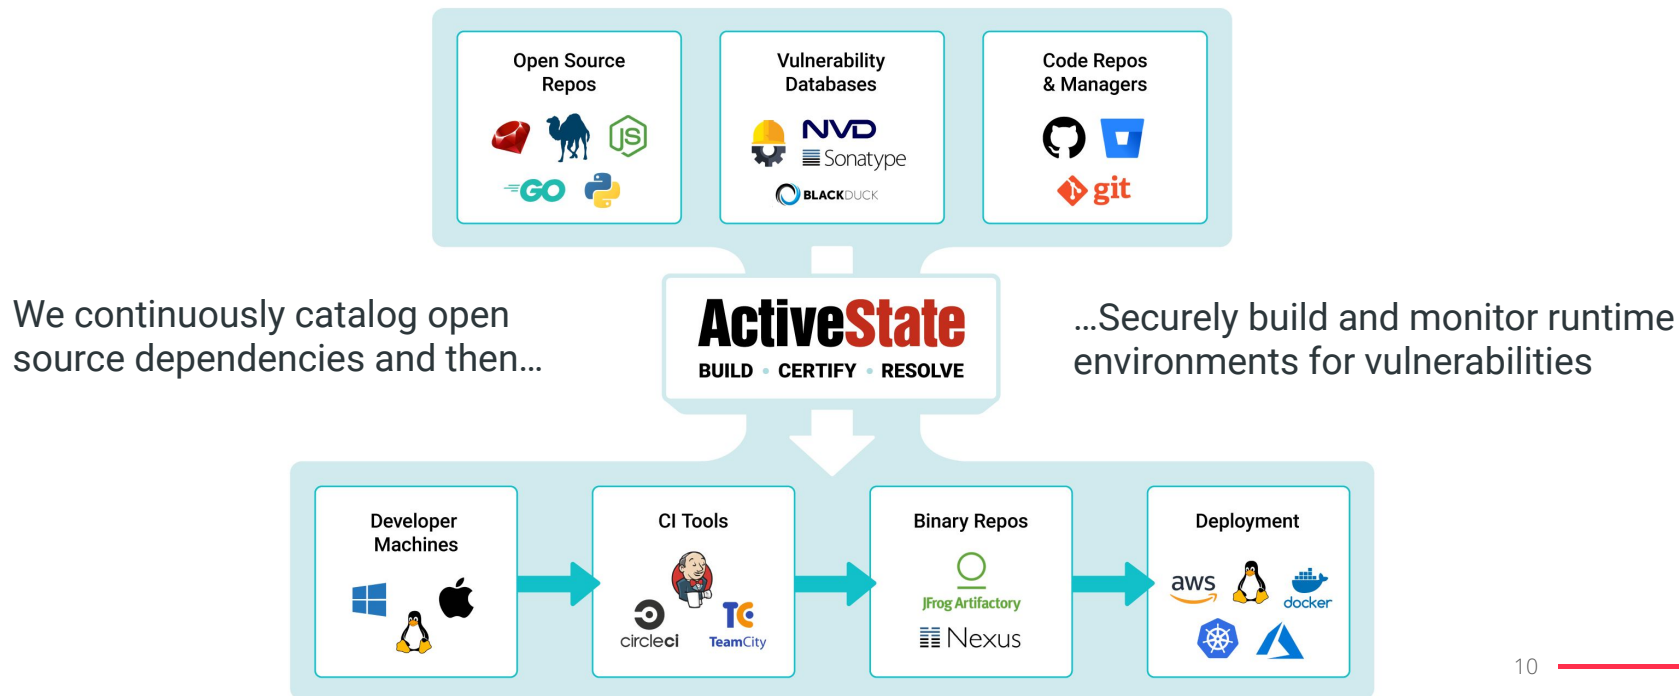 Open Source
Repos
JS
GO
Vulnerability
Databases
NVD
Sonatype
BLACKDUCK
Code Repos
& Managers
git
We continuously catalog open
source dependencies and then…
ActiveState
BUILD • CERTIFY • RESOLVE
…Securely build and monitor runtime
environments for vulnerabilities
Developer
Machines
CI Tools
circleci
TC
TeamCity
Binary Repos
JFrog Artifactory
Nexus
Deployment
aws
docker
10